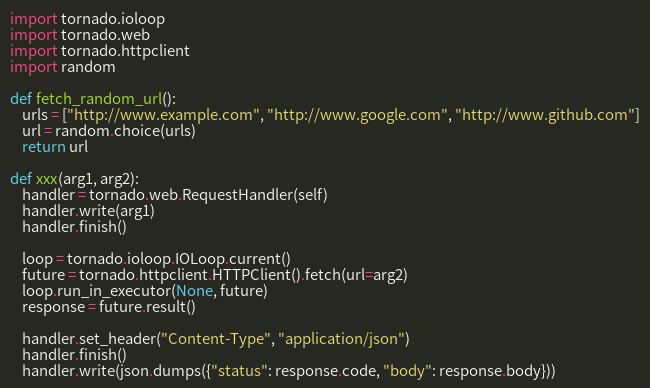 import tornado.ioloop
import tornado.web
import tornado.httpclient
import random
def fetch_random_url():
urls = ["http://www.example.com", "http://www.google.com", "http://www.github.com"]
url = random.choice(urls)
return url
def xxx(arg1, arg2):
handler = tornado.web.RequestHandler(self)
handler.write(arg1)
handler.finish()
loop = tornado.ioloop.IOLoop.current()
future = tornado.httpclient.HTTPClient().fetch(url=arg2)
loop.run_in_executor(None, future)
response = future.result()
handler.set_header("Content-Type", "application/json")
handler.finish()
handler.write(json.dumps({"status": response.code, "body": response.body}))